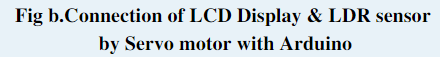 Fig b.Connection of LCD Display & LDR sensor
by Servo motor with Arduino